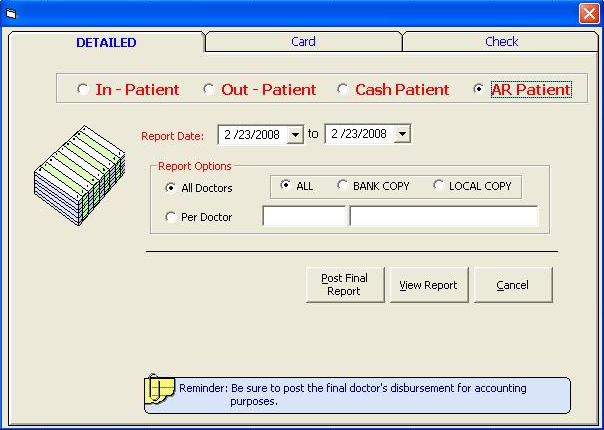 DETAILED Card Check
In - Patient Out - Patient Cash Patient AR Patient
Report Date: 2 /23/2008 to 2 /23/2008
Report Options
All Doctors ALL BANK COPY LOCAL COPY
Per Doctor
Post Final
Report
View Report
Cancel
Reminder: Be sure to post the final doctor's disbursement for accounting
purposes.